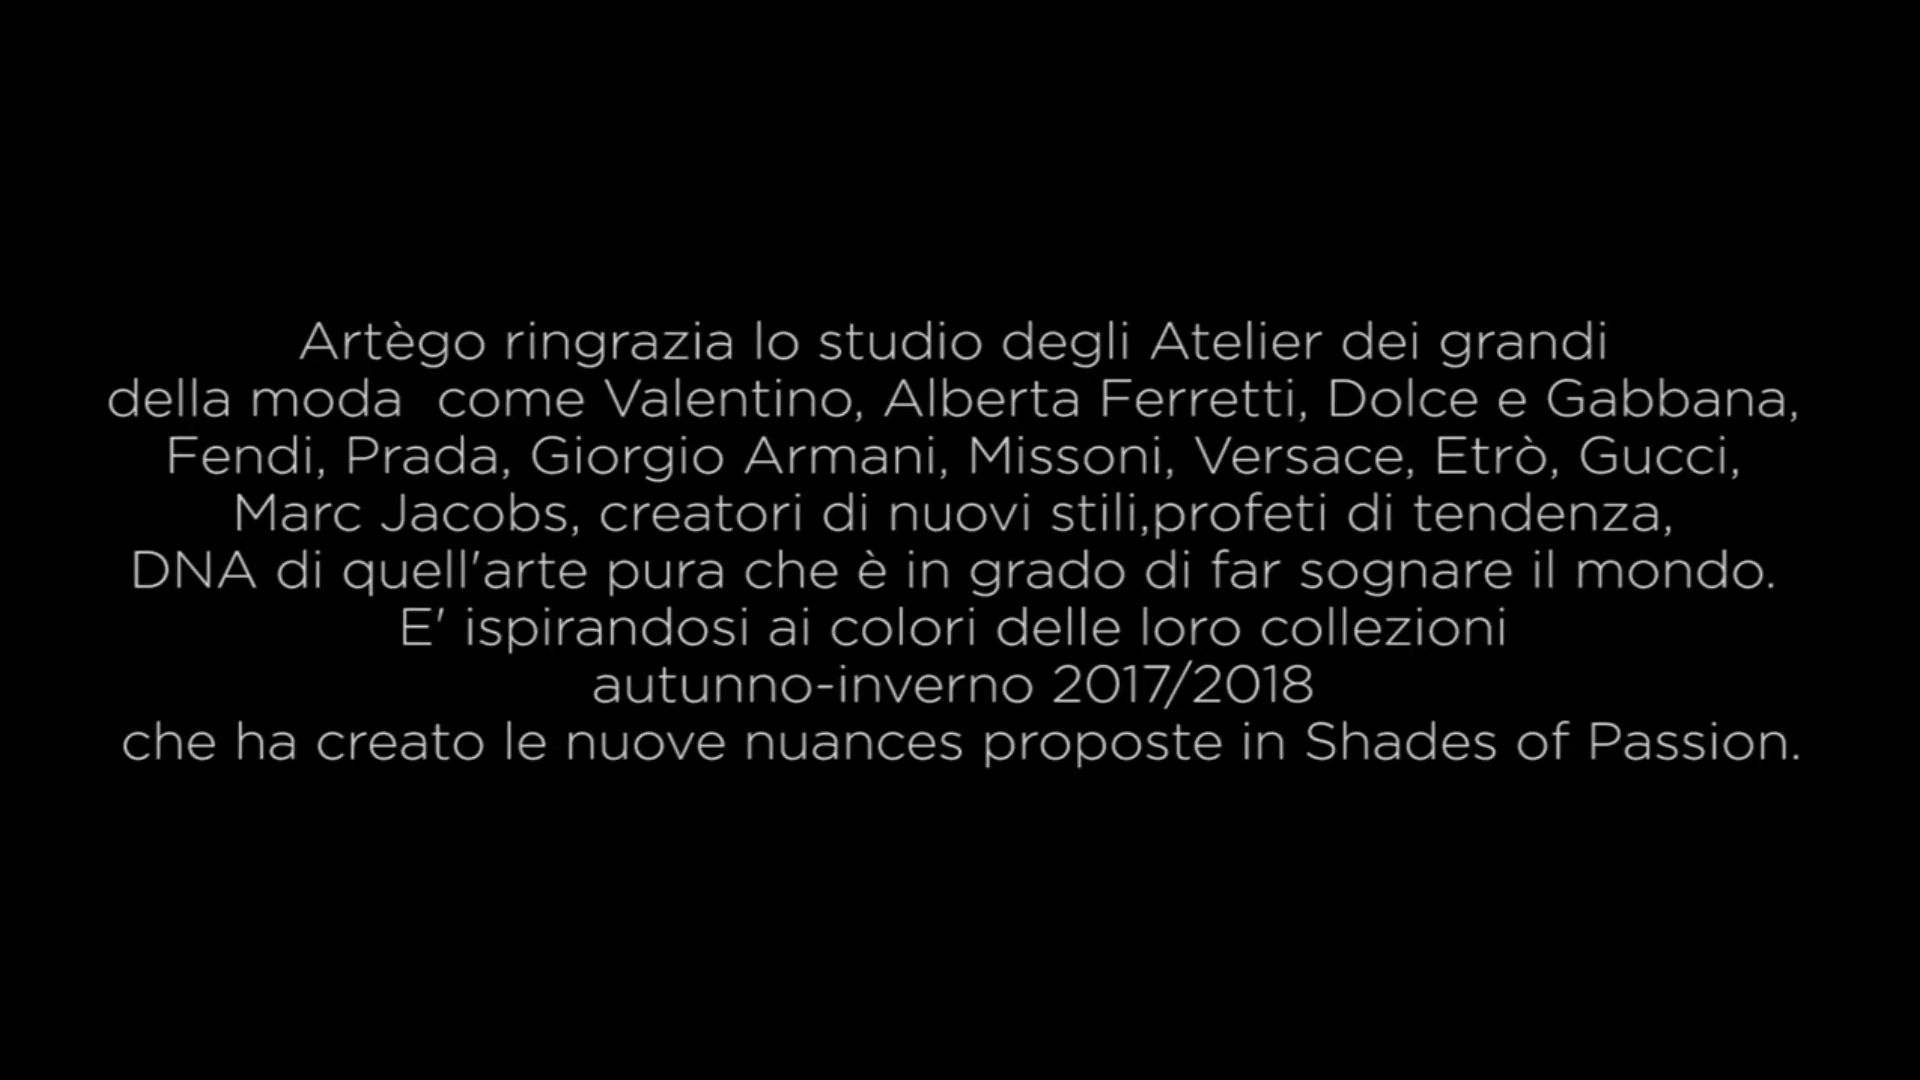 Artègo ringrazia lo studio degli Atelier dei grandi
della moda  come Valentino, Alberta Ferretti, Dolce e Gabbana,
Fendi, Prada, Giorgio Armani, Missoni, Versace, Etrò, Gucci,
Marc Jacobs, creatori di nuovi stili,profeti di tendenza,
DNA di quell'arte pura che è in grado di far sognare il mondo.
E' ispirandosi ai colori delle loro collezioni
autunno-inverno 2017/2018
che ha creato le nuove nuances proposte in Shades of Passion.